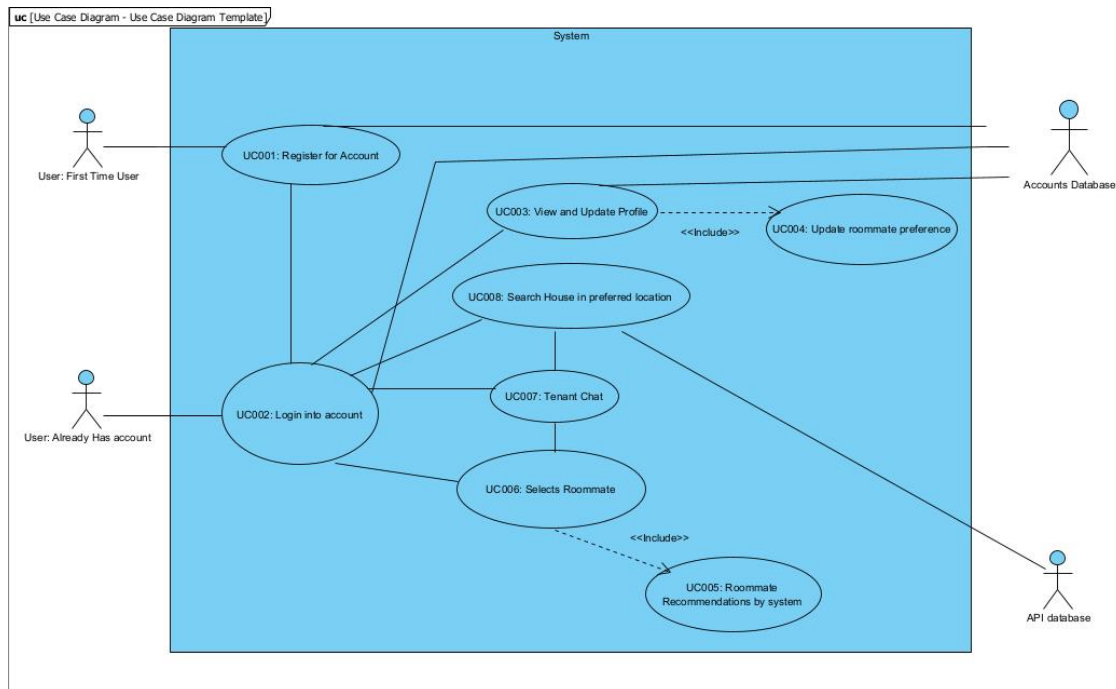 uc [Use Case Diagram - Use Case Diagram Template]
System
UC001: Register for Account
User: First Time User
Accounts Database
UC003: View and Update Profile
<<Include>>
UC004: Update roommate preference
UC008: Search House in preferred location
UC007: Tenant Chat
UC002: Login into account
User: Already Has account
UC006: Selects Roommate
<<Include>>
UC005: Roommate
Recommendations by system
API database